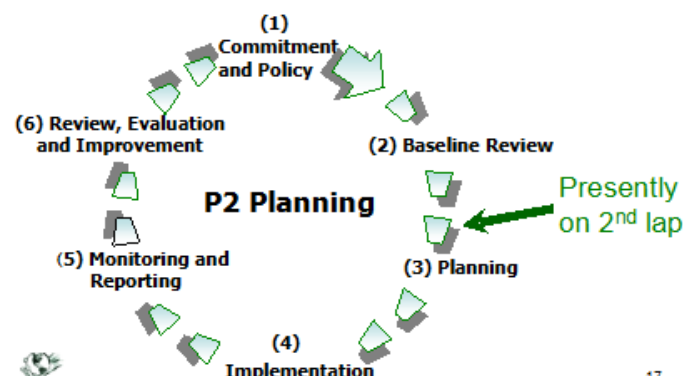 (1)
Commitment
and Policy
(6) Review, Evaluation
and Improvement
(2) Baseline Review
P2 Planning
Presently
on 2nd lap
(5) Monitoring and
Reporting
(3) Planning
(4)
Implementation
17